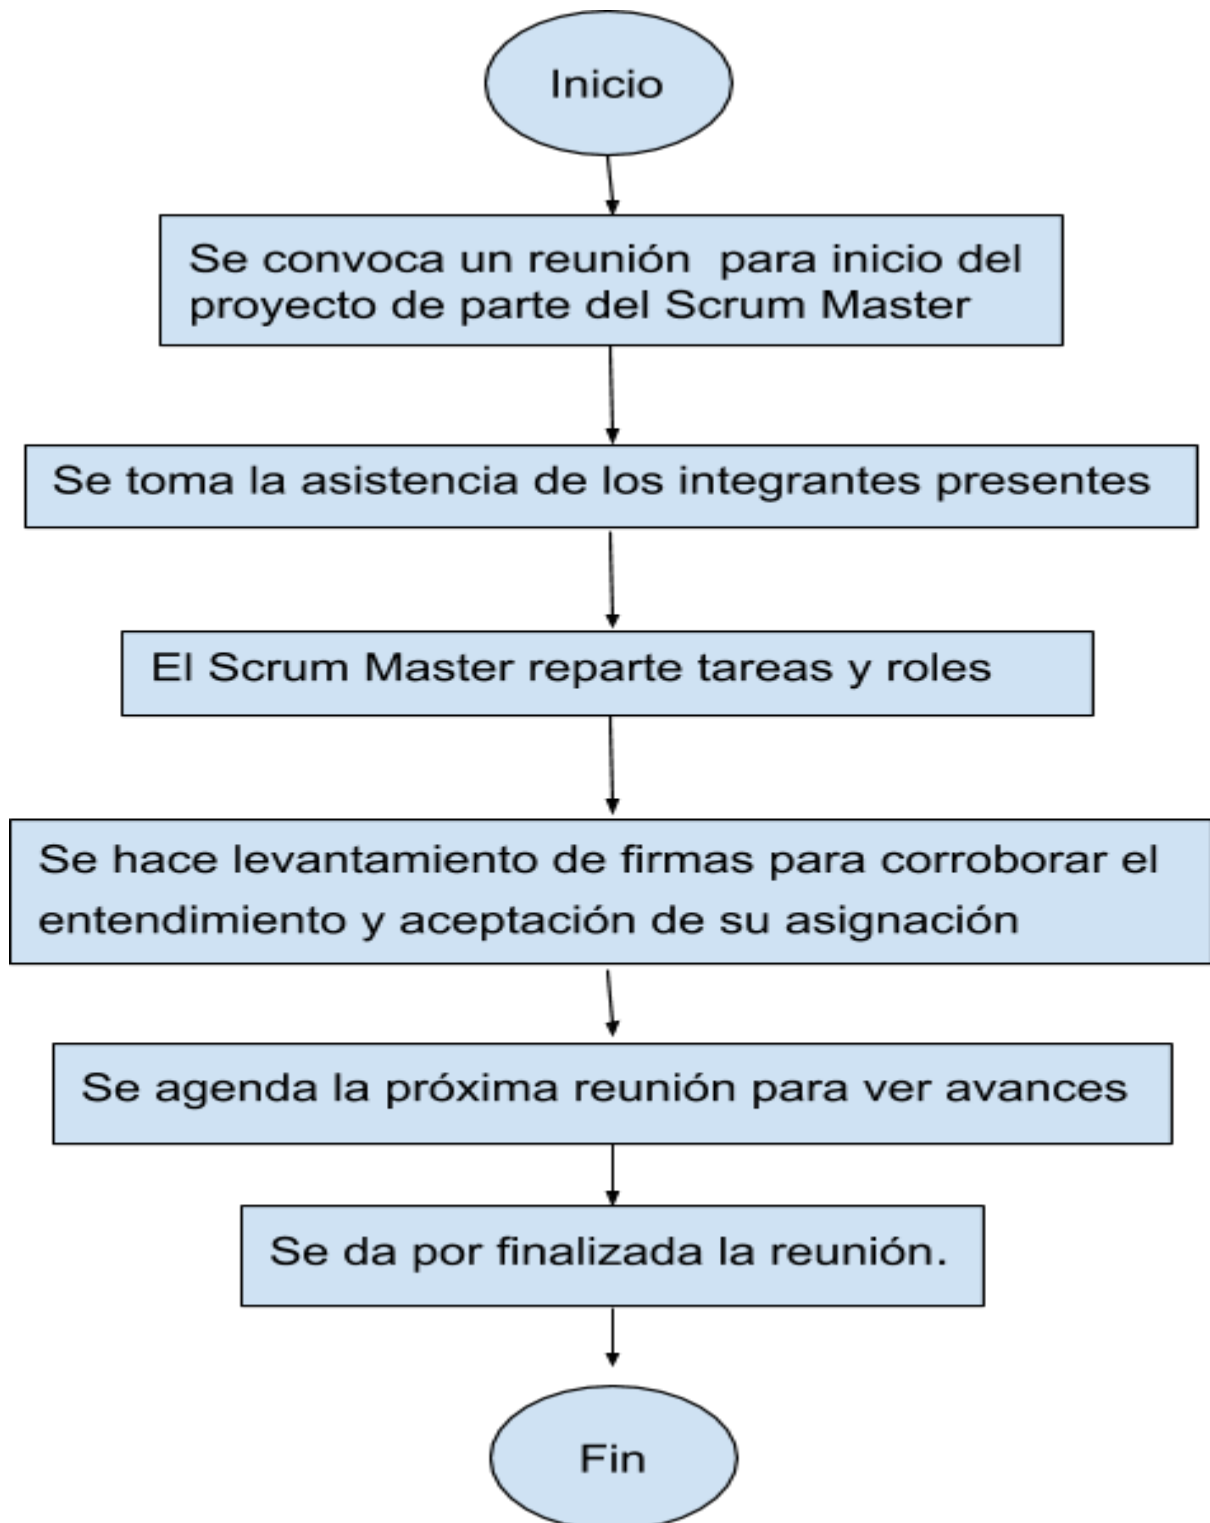 Inicio
Se convoca un reunión  para inicio del
proyecto de parte del Scrum Master
Se toma la asistencia de los integrantes presentes
El Scrum Master reparte tareas y roles
Se hace levantamiento de firmas para corroborar el
entendimiento y aceptación de su asignación
Se agenda la próxima reunión para ver avances
Se da por finalizada la reunión.
Fin